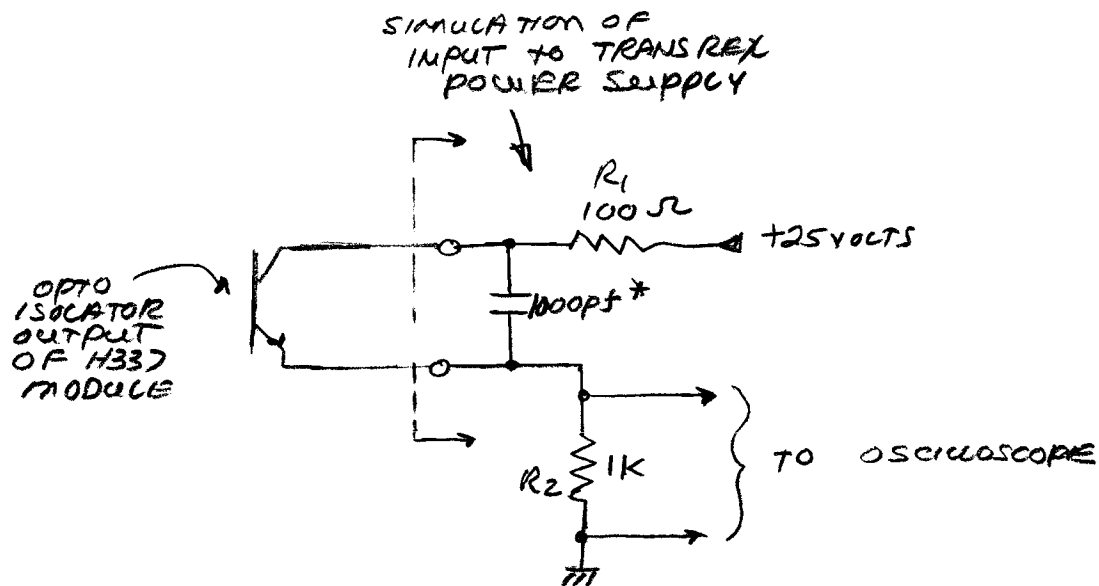 SIMULATION OF
INPUT TO TRANSREX
POWER SUPPLY
R1
100 Ω
+25 VOLTS
1000pf *
OPTO
ISOLATOR
OUTPUT
OF H337
MODULE
R2 1K
TO OSCILLOSCOPE